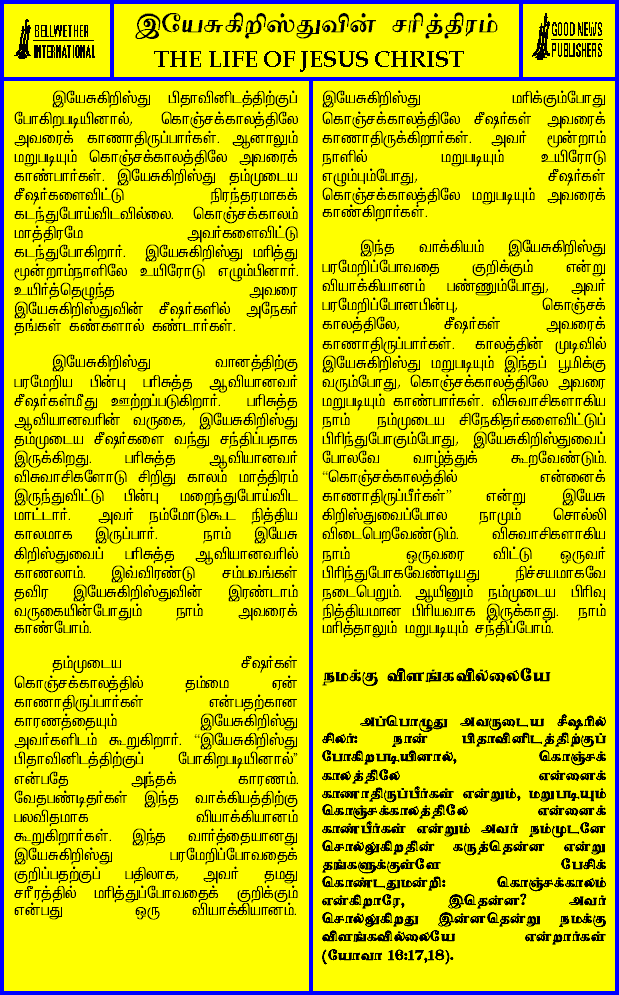 BELLWETHER
INTERNATIONAL
இயேசுகிறிஸ்துவின் சரித்திரம்
THE LIFE OF JESUS CHRIST
GOOD NEWS
PUBLISHERS
இயேசுகிறிஸ்து பிதாவினிடத்திற்குப்
போகிறபடியினால், கொஞ்சக்காலத்திலே
அவரைக் காணாதிருப்பார்கள். ஆனாலும்
மறுபடியும் கொஞ்சக்காலத்திலே அவரைக்
காண்பார்கள். இயேசுகிறிஸ்து தம்முடைய
சீஷர்களைவிட்டு நிரந்தரமாகக்
கடந்துபோய்விடவில்லை. கொஞ்சக்காலம்
மாத்திரமே அவர்களைவிட்டு
கடந்துபோகிறார். இயேசுகிறிஸ்து மரித்து
மூன்றாம்நாளிலே உயிரோடு எழும்பினார்.
உயிர்த்தெழுந்த அவரை
இயேசுகிறிஸ்துவின் சீஷர்களில் அநேகர்
தங்கள் கண்களால் கண்டார்கள்.
இயேசுகிறிஸ்து வானத்திற்கு
பரமேறிய பின்பு பரிசுத்த ஆவியானவர்
சீஷர்கள்மீது ஊற்றப்படுகிறார். பரிசுத்த
ஆவியானவரின் வருகை, இயேசுகிறிஸ்து
தம்முடைய சீஷர்களை வந்து சந்திப்பதாக
இருக்கிறது. பரிசுத்த ஆவியானவர்
விசுவாசிகளோடு சிறிது காலம் மாத்திரம்
இருந்துவிட்டு பின்பு மறைந்துபோய்விட
மாட்டார். அவர் நம்மோடுகூட நித்திய
காலமாக இருப்பார். நாம் இயேசு
கிறிஸ்துவைப் பரிசுத்த ஆவியானவரில்
காணலாம். இவ்விரண்டு சம்பவங்கள்
தவிர இயேசுகிறிஸ்துவின் இரண்டாம்
வருகையின்போதும் நாம் அவரைக்
காண்போம்.
தம்முடைய சீஷர்கள்
கொஞ்சக்காலத்தில் தம்மை ஏன்
காணாதிருப்பார்கள் என்பதற்கான
காரணத்தையும் இயேசுகிறிஸ்து
அவர்களிடம் கூறுகிறார். “இயேசுகிறிஸ்து
பிதாவினிடத்திற்குப் போகிறபடியினால்”
என்பதே அந்தக் காரணம்.
வேதபண்டிதர்கள் இந்த வாக்கியத்திற்கு
பலவிதமாக வியாக்கியானம்
கூறுகிறார்கள். இந்த வார்த்தையானது
இயேசுகிறிஸ்து பரமேறிப்போவதைக்
குறிப்பதற்குப் பதிலாக, அவர் தமது
சரீரத்தில் மரித்துப்போவதைக் குறிக்கும்
என்பது ஒரு வியாக்கியானம்.
இயேசுகிறிஸ்து மரிக்கும்போது
கொஞ்சக்காலத்திலே சீஷர்கள் அவரைக்
காணாதிருக்கிறார்கள். அவர் மூன்றாம்
நாளில் மறுபடியும் உயிரோடு
எழும்பும்போது, சீஷர்கள்
கொஞ்சக்காலத்திலே மறுபடியும் அவரைக்
காண்கிறார்கள்.
இந்த வாக்கியம் இயேசுகிறிஸ்து
பரமேறிப்போவதை குறிக்கும் என்று
வியாக்கியானம் பண்ணும்போது, அவர்
பரமேறிப்போனபின்பு, கொஞ்சக்
காலத்திலே, சீஷர்கள் அவரைக்
காணாதிருப்பார்கள். காலத்தின் முடிவில்
இயேசுகிறிஸ்து மறுபடியும் இந்தப் பூமிக்கு
வரும்போது, கொஞ்சக்காலத்திலே அவரை
மறுபடியும் காண்பார்கள். விசுவாசிகளாகிய
நாம் நம்முடைய சிநேகிதர்களைவிட்டுப்
பிரிந்துபோகும்போது, இயேசுகிறிஸ்துவைப்
போலவே வாழ்த்துக் கூறவேண்டும்.
“கொஞ்சக்காலத்தில் என்னைக்
காணாதிருப்பீர்கள்” என்று இயேசு
கிறிஸ்துவைப்போல நாமும் சொல்லி
விடைபெறவேண்டும். விசுவாசிகளாகிய
நாம் ஒருவரை விட்டு ஒருவர்
பிரிந்துபோகவேண்டியது நிச்சயமாகவே
நடைபெறும். ஆயினும் நம்முடைய பிரிவு
நித்தியமான பிரிவாக இருக்காது. நாம்
மரித்தாலும் மறுபடியும் சந்திப்போம்.
நமக்கு விளங்கவில்லையே
அப்பொழுது அவருடைய சீஷரில்
சிலர்: நான் பிதாவினிடத்திற்குப்
போகிறபடியினால், கொஞ்சக்
காலத்திலே என்னைக்
காணாதிருப்பீர்கள் என்றும், மறுபடியும்
கொஞ்சக்காலத்திலே என்னைக்
காண்பீர்கள் என்றும் அவர் நம்முடனே
சொல்லுகிறதின் கருத்தென்ன என்று
தங்களுக்குள்ளே பேசிக்
கொண்டதுமன்றி: கொஞ்சக்காலம்
என்கிறாரே, இதென்ன? அவர்
சொல்லுகிறது இன்னதென்று நமக்கு
விளங்கவில்லையே என்றார்கள்
(யோவா 16:17,18).